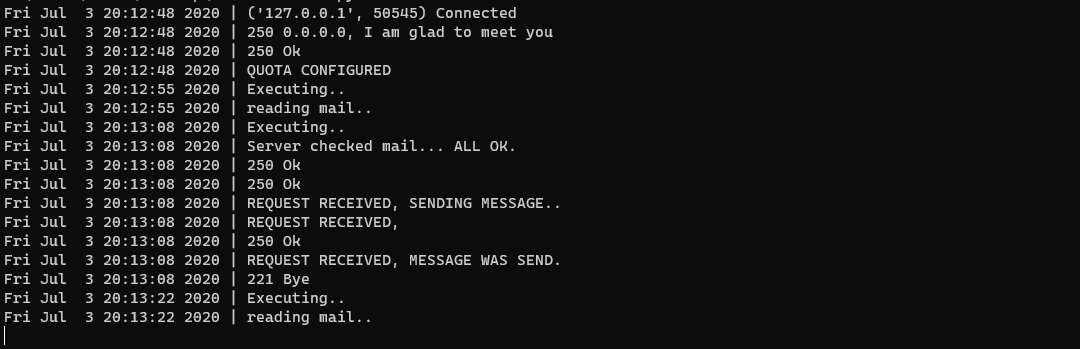 Fri Jul  3 20:12:48 2020 | ('127.0.0.1', 50545) Connected
Fri Jul  3 20:12:48 2020 | 250 0.0.0.0, I am glad to meet you
Fri Jul  3 20:12:48 2020 | 250 Ok
Fri Jul  3 20:12:48 2020 | QUOTA CONFIGURED
Fri Jul  3 20:12:55 2020 | Executing..
Fri Jul  3 20:12:55 2020 | reading mail..
Fri Jul  3 20:13:08 2020 | Executing..
Fri Jul  3 20:13:08 2020 | Server checked mail... ALL OK.
Fri Jul  3 20:13:08 2020 | 250 Ok
Fri Jul  3 20:13:08 2020 | 250 Ok
Fri Jul  3 20:13:08 2020 | REQUEST RECEIVED, SENDING MESSAGE..
Fri Jul  3 20:13:08 2020 | REQUEST RECEIVED,
Fri Jul  3 20:13:08 2020 | 250 Ok
Fri Jul  3 20:13:08 2020 | REQUEST RECEIVED, MESSAGE WAS SEND.
Fri Jul  3 20:13:08 2020 | 221 Bye
Fri Jul  3 20:13:22 2020 | Executing..
Fri Jul  3 20:13:22 2020 | reading mail..